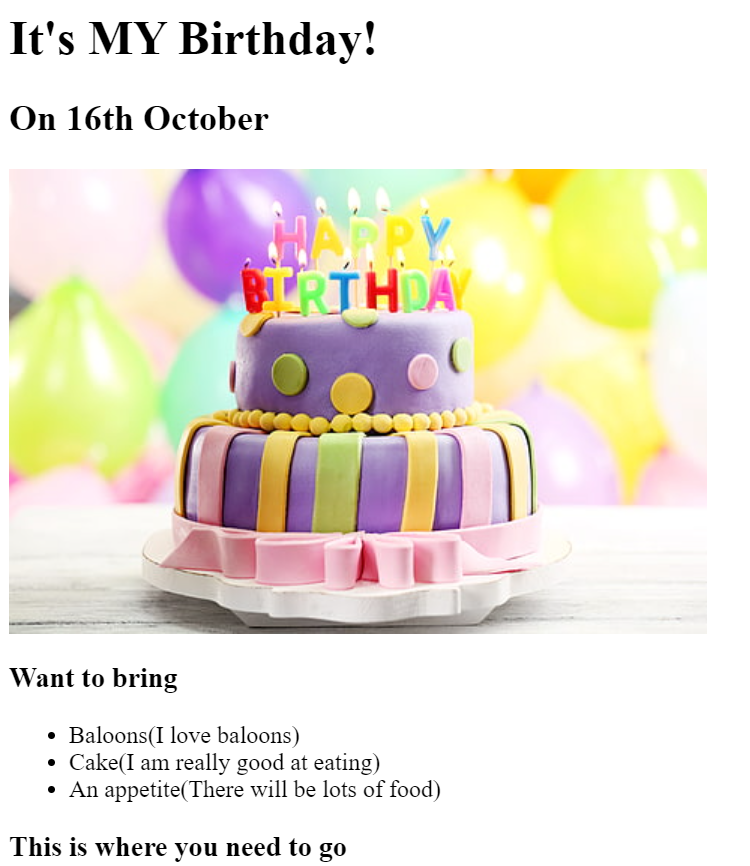 It's MY Birthday!
On 16th October
HAPPY
BIRTHDAY
Want to bring
Baloons(I love baloons)
Cake(I am really good at eating)
An appetite(There will be lots of food)
This is where you need to go